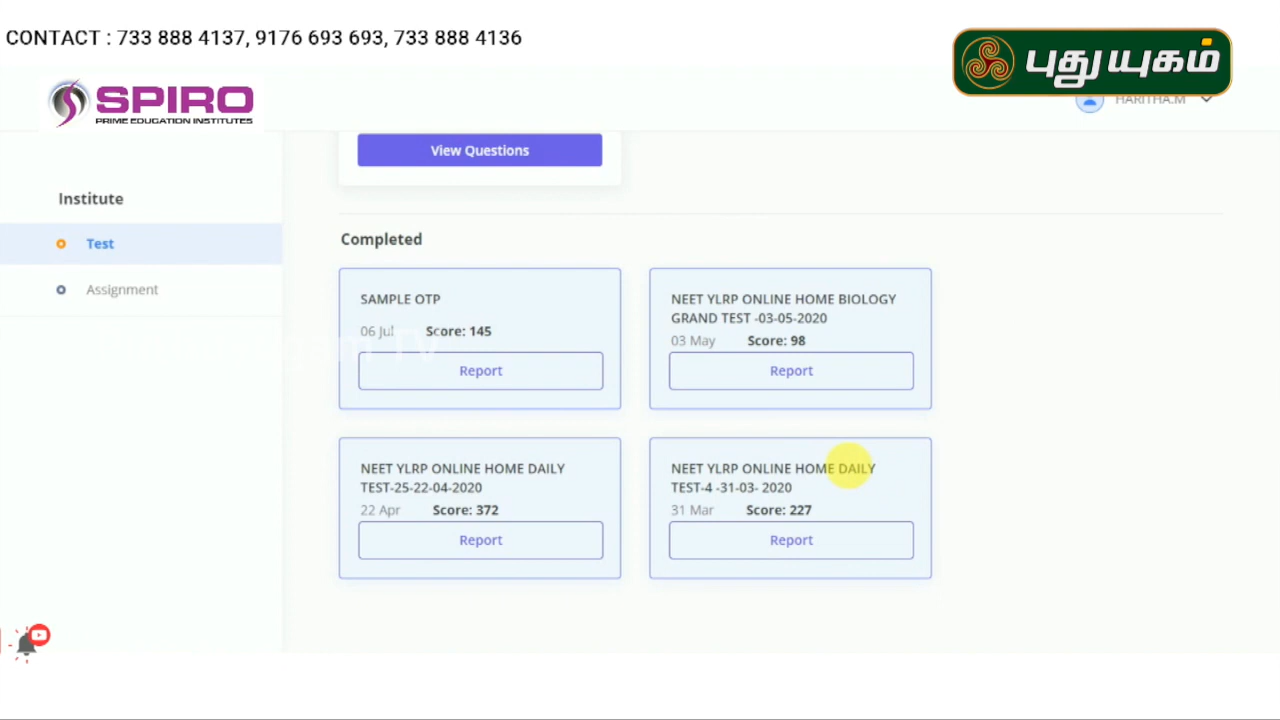 CONTACT : 733 888 4137, 9176 693 693, 733 888 4136
புதுயுகம்
SPIRO
PRIME EDUCATION INSTITUTES
HARITHA.M
View Questions
Institute
Test
Assignment
Completed
SAMPLE OTP
06 Jul Score: 145
Report
NEET YLRP ONLINE HOME BIOLOGY
GRAND TEST -03-05-2020
03 May Score: 98
Report
NEET YLRP ONLINE HOME DAILY
TEST-25-22-04-2020
22 Apr Score: 372
Report
NEET YLRP ONLINE HOME DAILY
TEST-4 -31-03- 2020
31 Mar Score: 227
Report